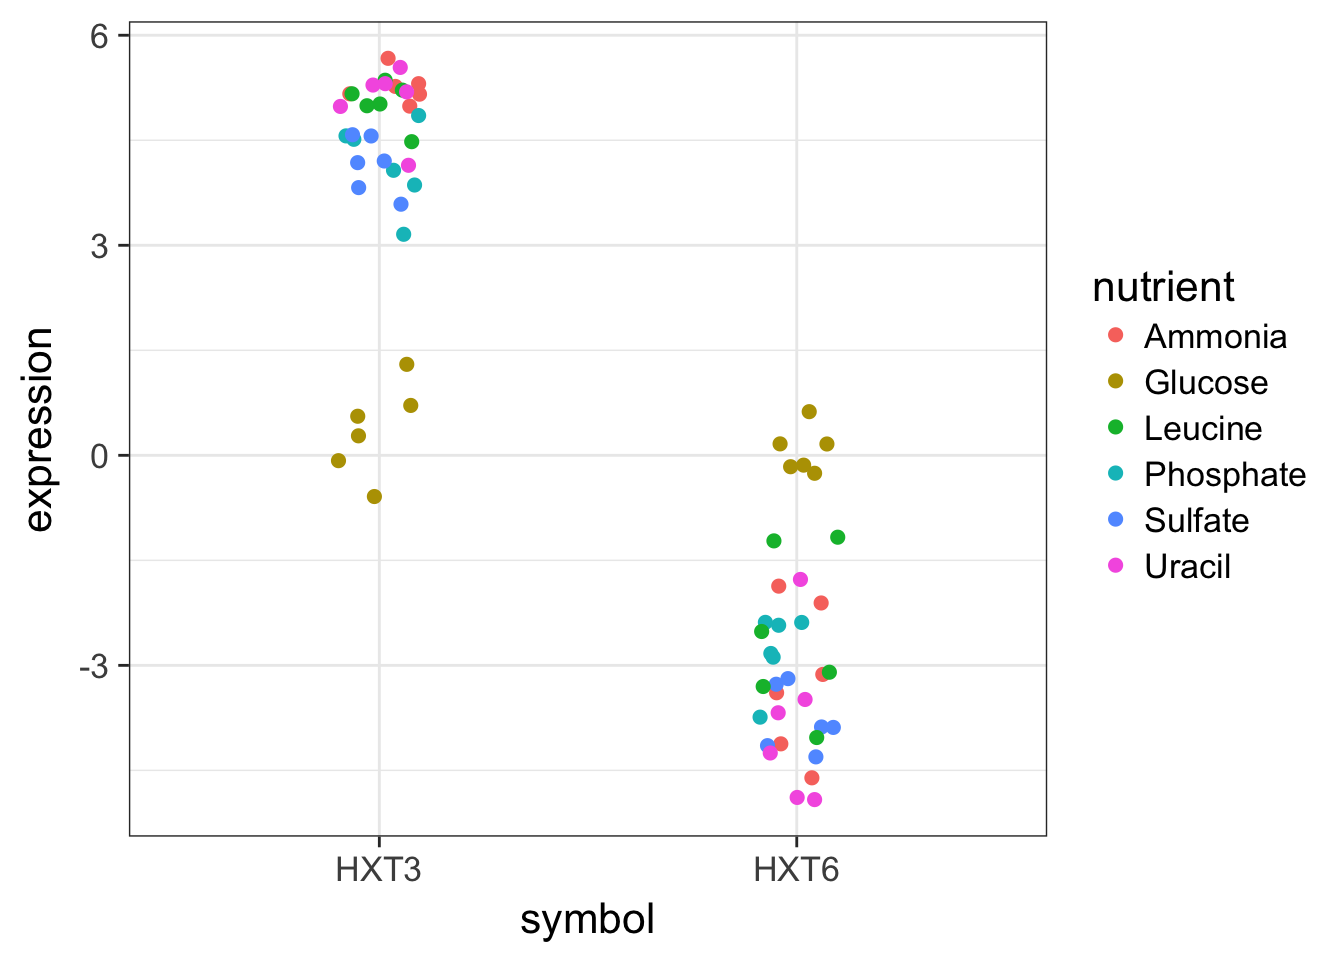 6
3
0
-3
expression
HXT3
HXT6
symbol
nutrient
Ammonia
Glucose
Leucine
Phosphate
Sulfate
Uracil